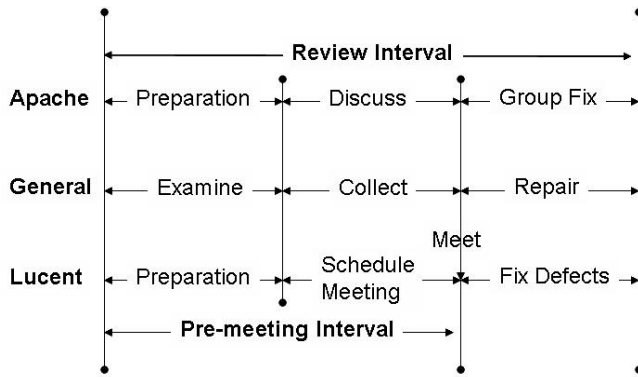 Review Interval
Apache Preparation Discuss Group Fix
General Examine Collect Repair
Meet
Lucent Preparation Schedule Meeting Fix Defects
Pre-meeting Interval